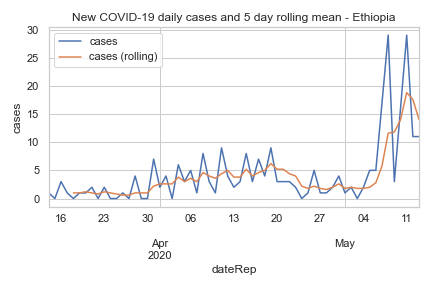 New COVID-19 daily cases and 5 day rolling mean - Ethiopia
cases
cases (rolling)
30
25
20
15
10
5
0
cases
16 23 30 06 13 20 27 04 11
Apr May
2020
dateRep